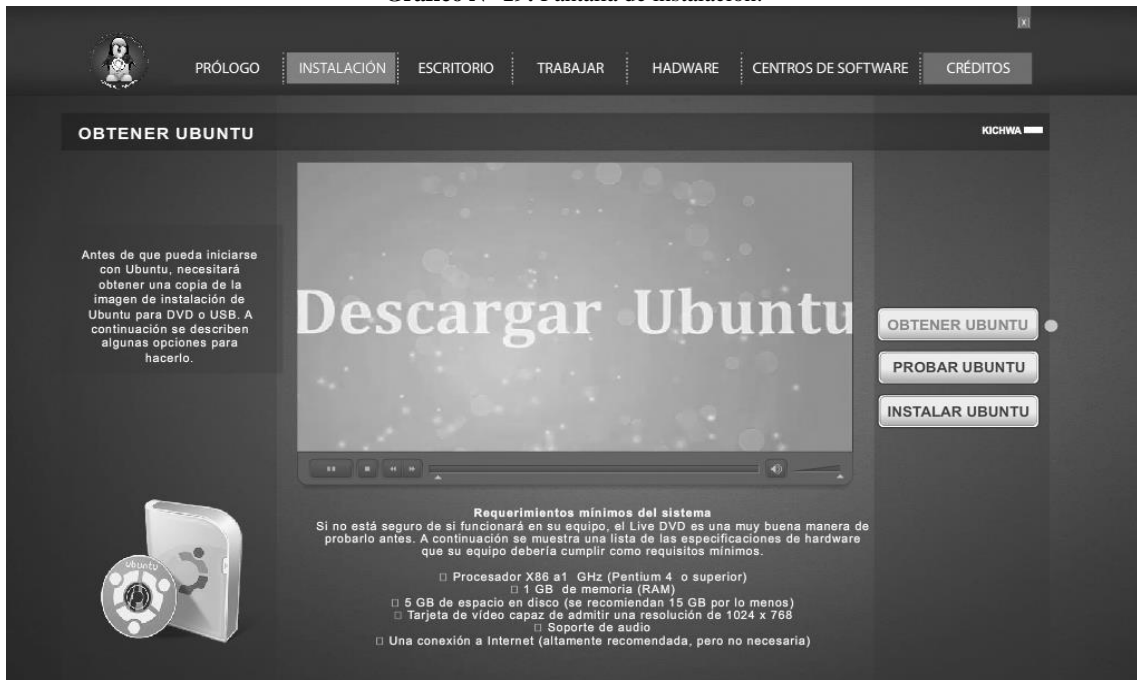 Gráfico Nº 29: Pantalla de instalación.
x
PRÓLOGO
INSTALACIÓN
ESCRITORIO
TRABAJAR
HADWARE
CENTROS DE SOFTWARE
CRÉDITOS
OBTENER UBUNTU
KICHWA
Antes de que pueda iniciarse
con Ubuntu, necesitará
obtener una copia de la
imagen de instalación de
Ubuntu para DVD o USB. A
continuación se describen
algunas opciones para
hacerlo.
Descargar Ubuntu
OBTENER UBUNTU
PROBAR UBUNTU
INSTALAR UBUNTU
ubuntu
Requerimientos mínimos del sistema
Si no está seguro de si funcionará en su equipo, el Live DVD es una muy buena manera de
probarlo antes. A continuación se muestra una lista de las especificaciones de hardware
que su equipo debería cumplir como requisitos mínimos.
□ Procesador X86 a1 GHz (Pentium 4 o superior)
□ 1 GB de memoria (RAM)
□ 5 GB de espacio en disco (se recomiendan 15 GB por lo menos)
□ Tarjeta de vídeo capaz de admitir una resolución de 1024 x 768
□ Soporte de audio
□ Una conexión a Internet (altamente recomendada, pero no necesaria)